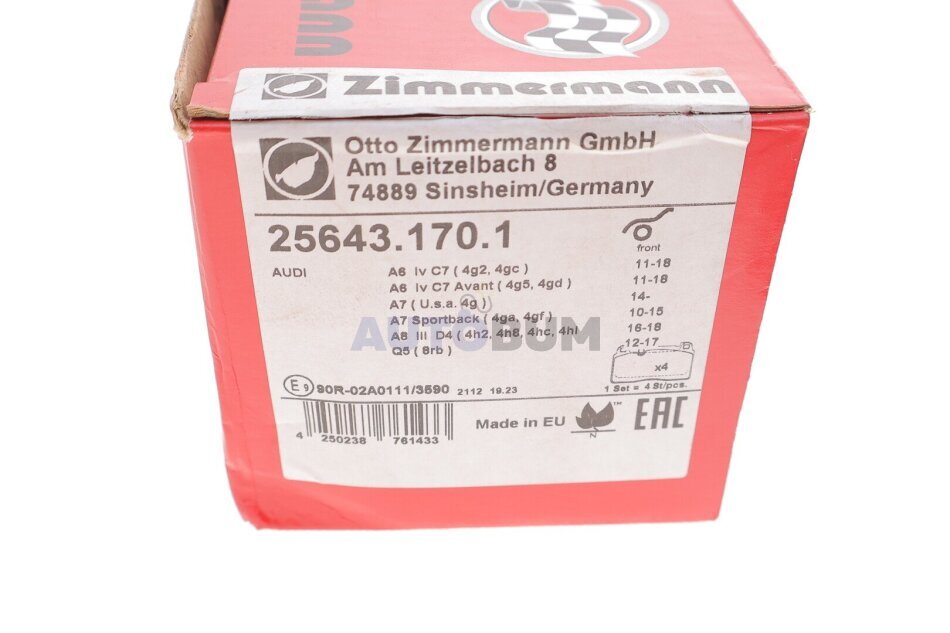 Zimmermann
Otto Zimmermann GmbH
Am Leitzelbach 8
74889 Sinsheim/Germany
25643.170.1
front
AUDI
A6 Iv C7 ( 4g2, 4gc ) 11-18
A6 Iv C7 Avant ( 4g5, 4gd ) 11-18
A7 ( U.s.a. 4g ) 14-
A7 Sportback ( 4ga, 4gf ) 10-15
A8 III D4 ( 4h2, 4h8, 4hc, 4hl 16-18
Q5 ( 8rb ) 12-17
AUTOBUM
x4
1 Set = 4 St/pcs.
E9 90R-02A0111/3590 2112 19.23
4 250238 761433
Made in EU
TM
N
EAC